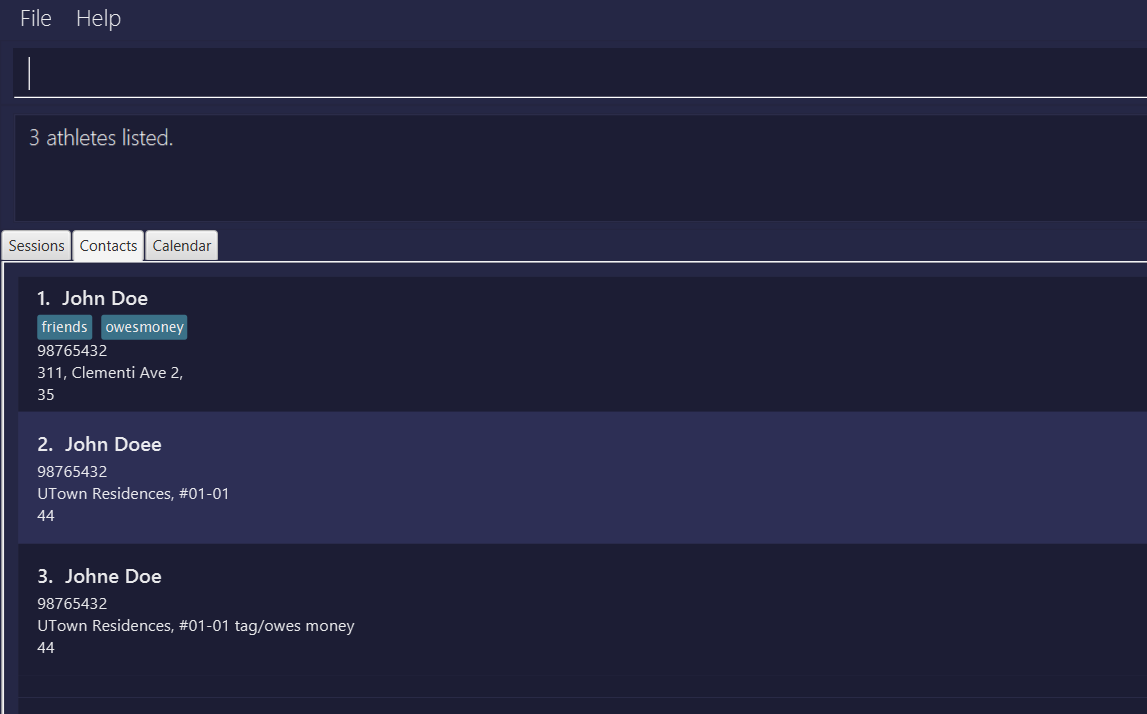 File Help
3 athletes listed.
Sessions Contacts Calendar
1. John Doe
friends owesmoney
98765432
311, Clementi Ave 2,
35
2. John Doee
98765432
UTown Residences, #01-01
44
3. Johne Doe
98765432
UTown Residences, #01-01 tag/owes money
44